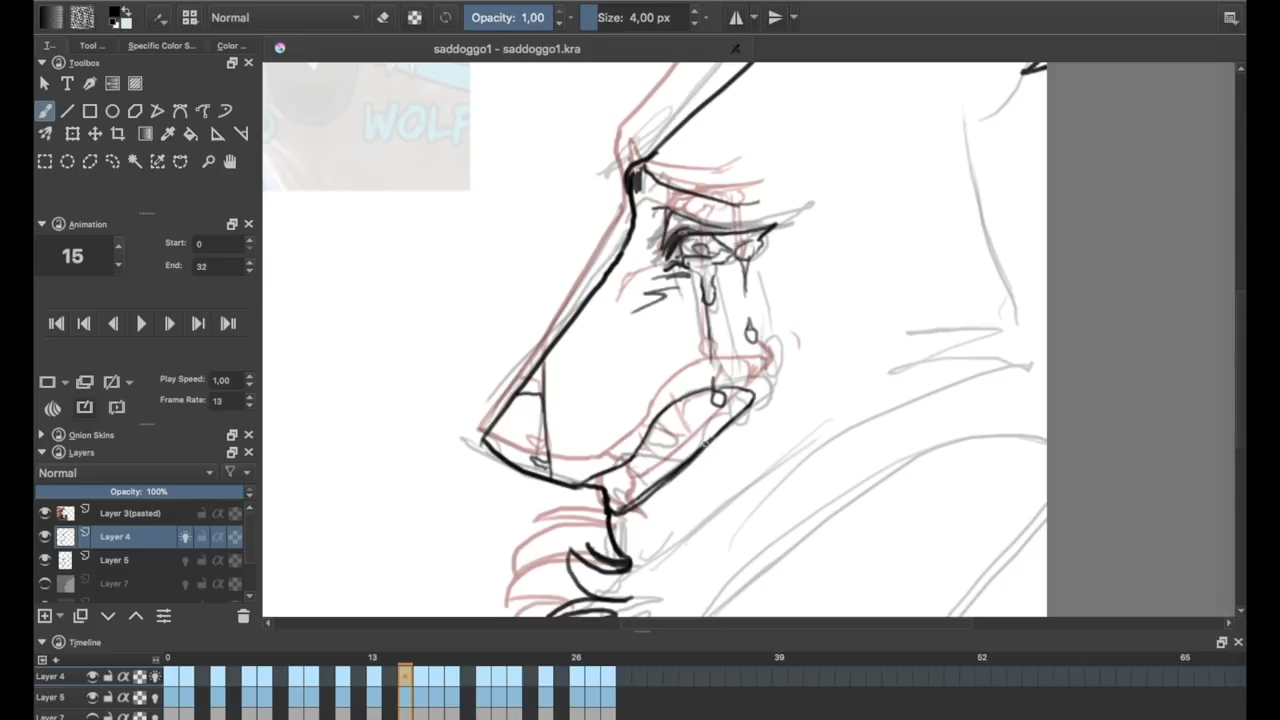 Normal
Opacity: 1,00
Size: 4,00 px
T...
Tool ...
Specific Color S...
Color ...
saddoggo1 - saddoggo1.kra
Toolbox
WOLF
Animation
15
Start: 0
End: 32
Play Speed: 1,00
Frame Rate: 13
Onion Skins
Layers
Normal
Opacity: 100%
Layer 3(pasted)
Layer 4
Layer 5
Layer 7
Timeline
0 13 26 39 52 65
Layer 4
Layer 5
Layer 7